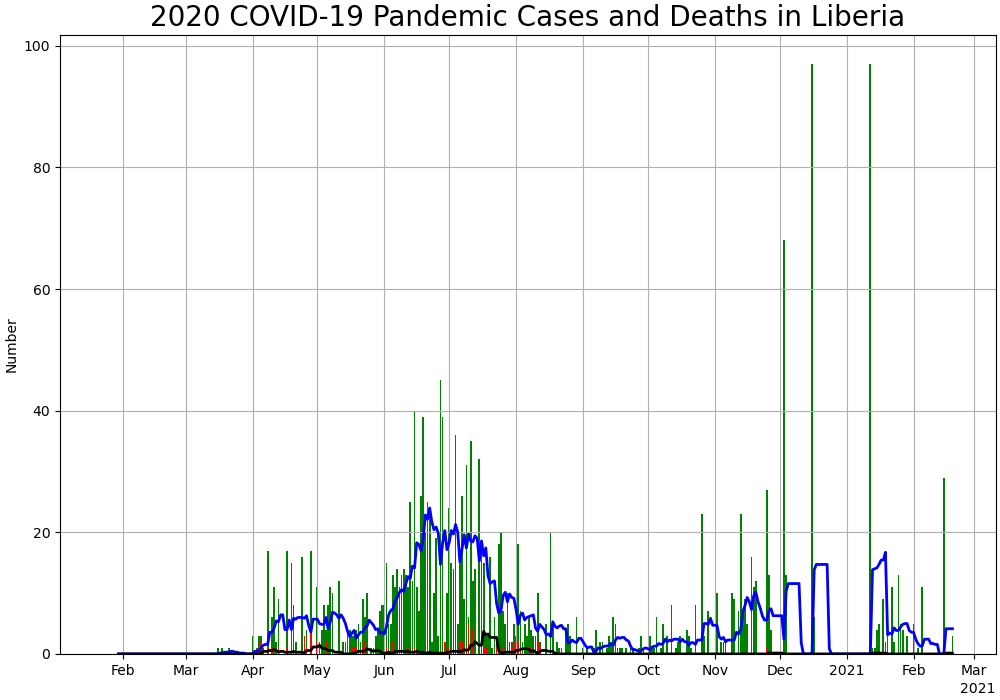 2020 COVID-19 Pandemic Cases and Deaths in Liberia
100
80
60
40
20
0
Number
Feb Mar Apr May Jun Jul Aug Sep Oct Nov Dec 2021 Feb Mar
2021